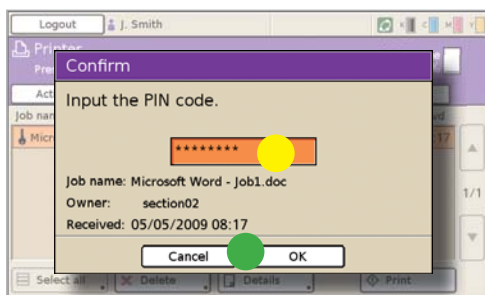 Logout J. Smith K C M Y
Printer
Confirm
Input the PIN code.
********
Job name: Microsoft Word - Job1.doc
Owner: section02
Received: 05/05/2009 08:17
Cancel OK
1/1
Select all Delete Details Print